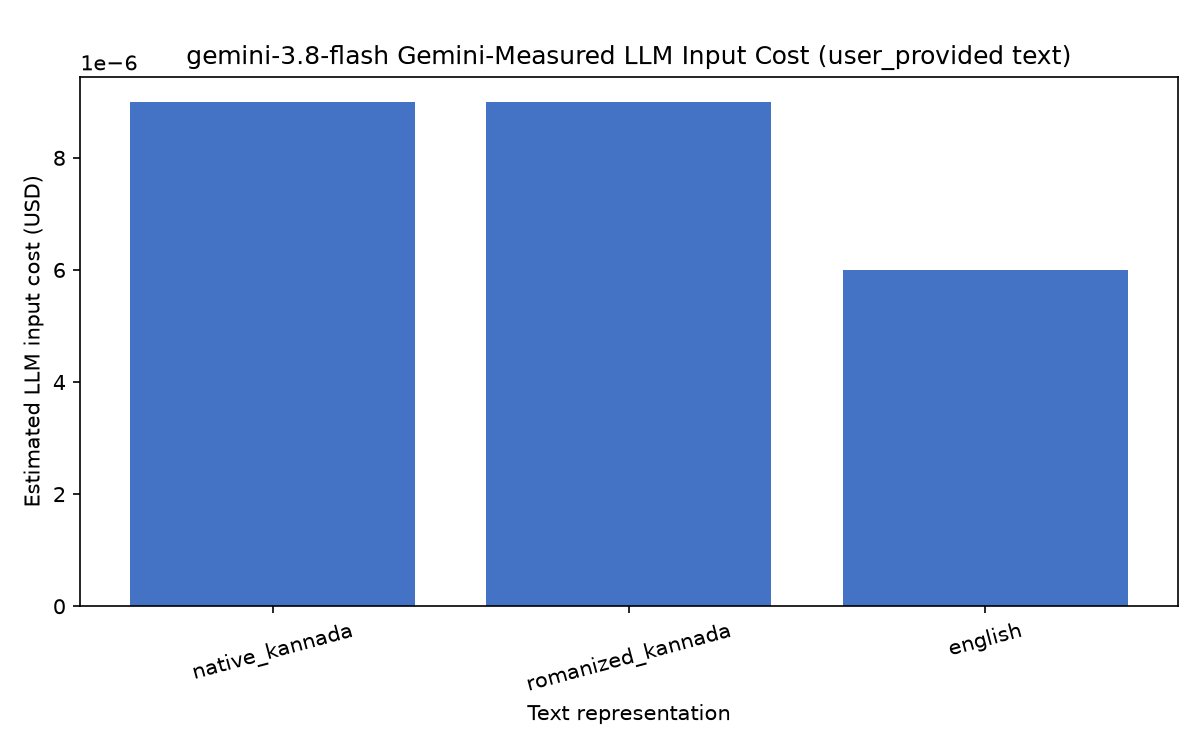 gemini-3.8-flash Gemini-Measured LLM Input Cost (user_provided text)
1e−6
Estimated LLM input cost (USD)
8
6
4
2
0
native_kannada
romanized_kannada
english
Text representation